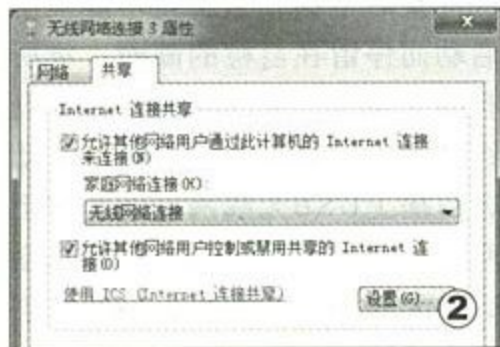 无线网络连接 3 属性
网络 共享
Internet 连接共享
允许其他网络用户通过此计算机的 Internet 连接
来连接(N)
家庭网络连接(H):
无线网络连接
允许其他网络用户控制或禁用共享的 Internet 连
接(O)
使用 ICS (Internet 连接共享)
设置(G)...
2